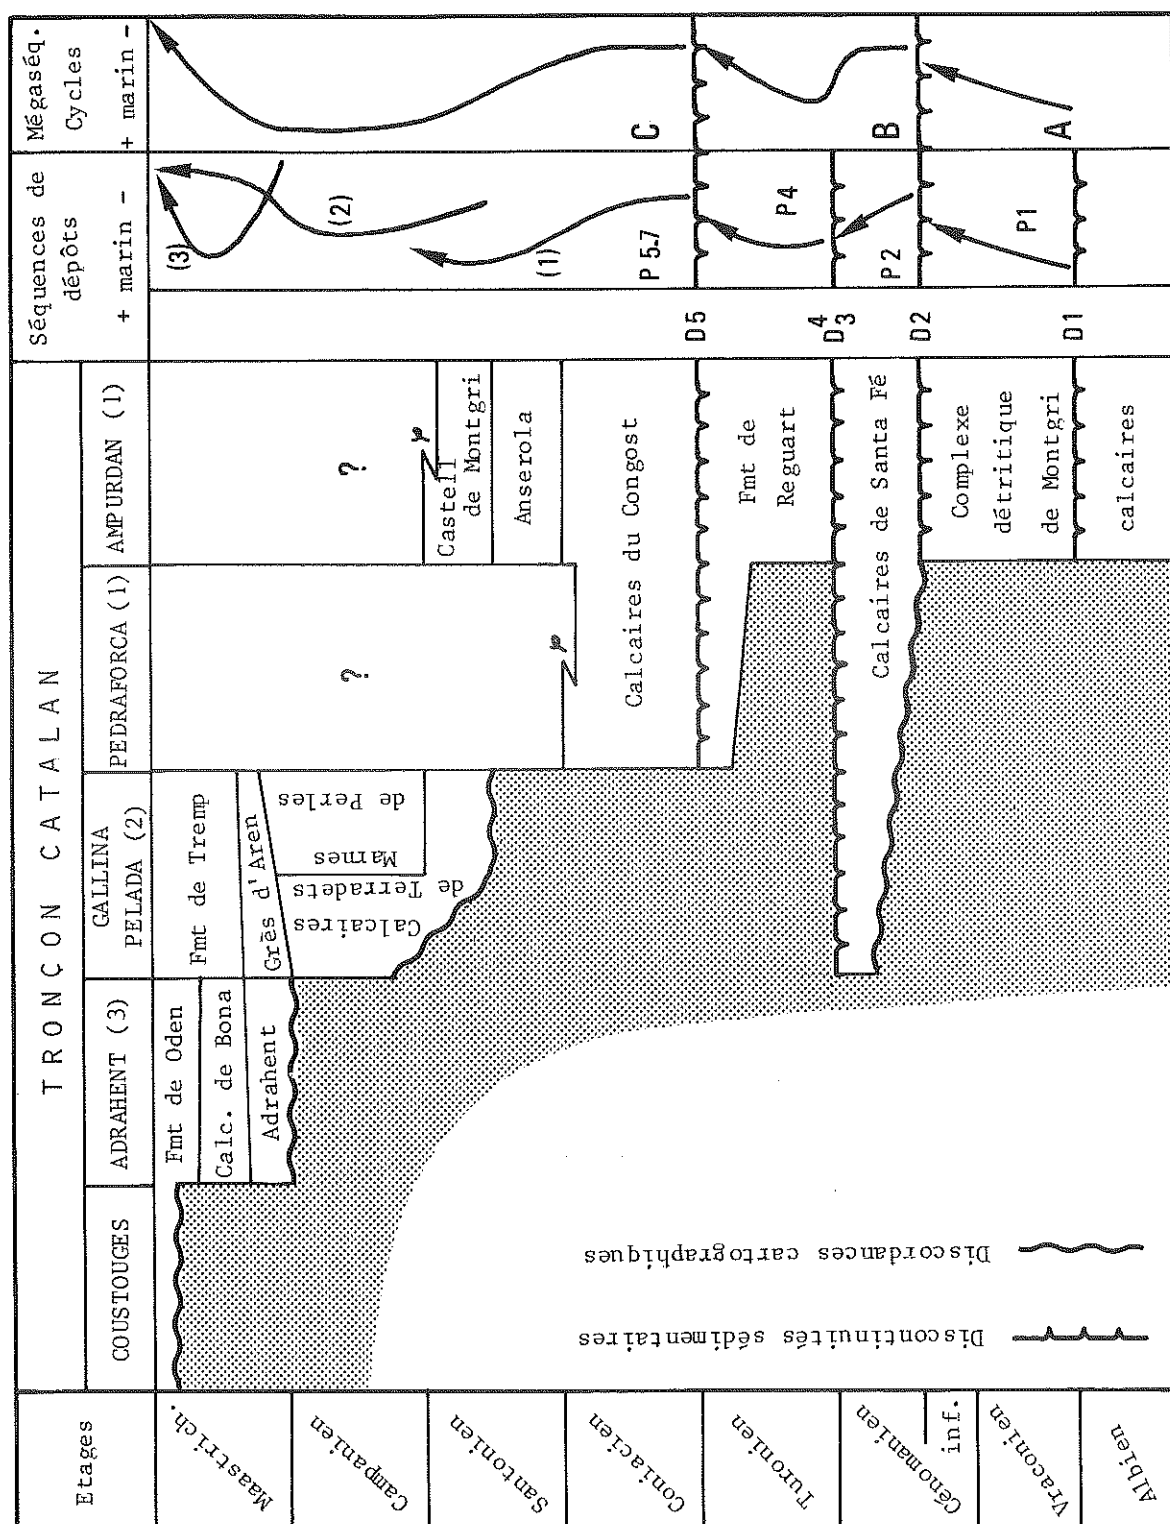 TRONÇON CATALAN
Etages
COUSTOUGES
ADRAHENT (3)
GALLINA
PELADA (2)
PEDRAFORCA (1)
AMPURDAN (1)
Séquences de
dépôts
+ marin -
Mégaséq.
Cycles
+ marin -
Maastrich.
Campanien
Santonien
Coniacien
Turonien
Cénomanien
inf.
Vraconien
Albien
Fmt de Oden
Calc. de Bona
Adrahent
Fmt de Tremp
Grès d'Aren
Calcaires
de Terradets
Marnes
de Perles
?
?
Castell
de Montgri
Anserola
Calcaires du Congost
Fmt de
Reguart
Calcaires de Santa Fé
Complexe
détritique
de Montgri
calcaires
D5
D4
3
D2
D1
(3)
(2)
(1)
P 5-7
P4
P2
P1
C
B
A
Discordances cartographiques
Discontinuités sédimentaires